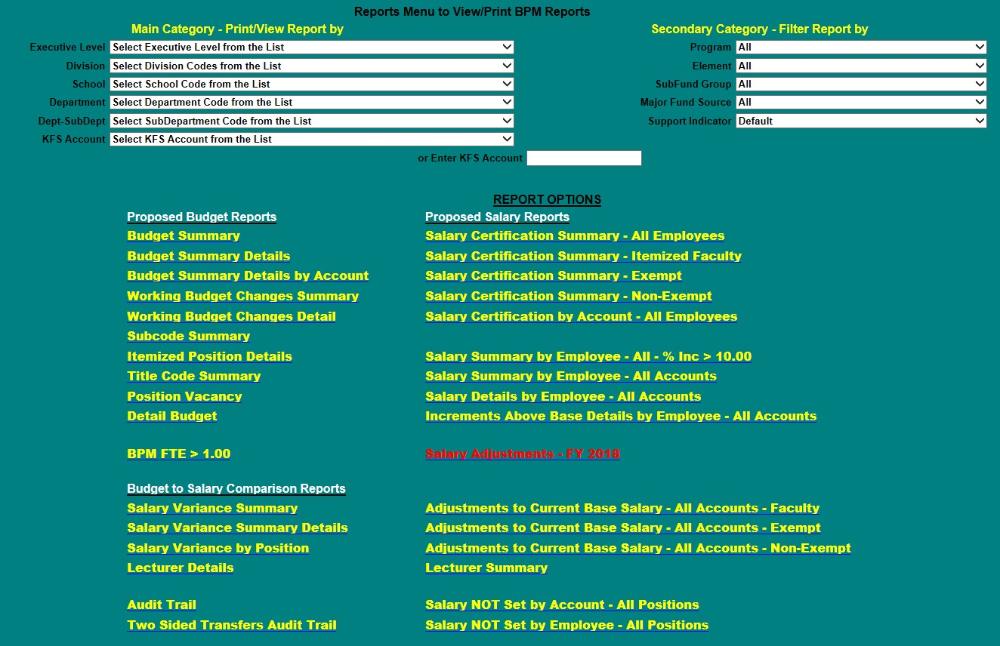 Reports Menu to View/Print BPM Reports
Main Category - Print/View Report by
Secondary Category - Filter Report by
Executive Level Select Executive Level from the List
Program All
Division Select Division Codes from the List
Element All
School Select School Code from the List
SubFund Group All
Department Select Department Code from the List
Major Fund Source All
Dept-SubDept Select SubDepartment Code from the List
Support Indicator Default
KFS Account Select KFS Account from the List
or Enter KFS Account
REPORT OPTIONS
Proposed Budget Reports
Proposed Salary Reports
Budget Summary
Salary Certification Summary - All Employees
Budget Summary Details
Salary Certification Summary - Itemized Faculty
Budget Summary Details by Account
Salary Certification Summary - Exempt
Working Budget Changes Summary
Salary Certification Summary - Non-Exempt
Working Budget Changes Detail
Salary Certification by Account - All Employees
Subcode Summary
Itemized Position Details
Salary Summary by Employee - All - % Inc > 10.00
Title Code Summary
Salary Summary by Employee - All Accounts
Position Vacancy
Salary Details by Employee - All Accounts
Detail Budget
Increments Above Base Details by Employee - All Accounts
BPM FTE > 1.00
Salary Adjustments - FY 2018
Budget to Salary Comparison Reports
Salary Variance Summary
Adjustments to Current Base Salary - All Accounts - Faculty
Salary Variance Summary Details
Adjustments to Current Base Salary - All Accounts - Exempt
Salary Variance by Position
Adjustments to Current Base Salary - All Accounts - Non-Exempt
Lecturer Details
Lecturer Summary
Audit Trail
Salary NOT Set by Account - All Positions
Two Sided Transfers Audit Trail
Salary NOT Set by Employee - All Positions